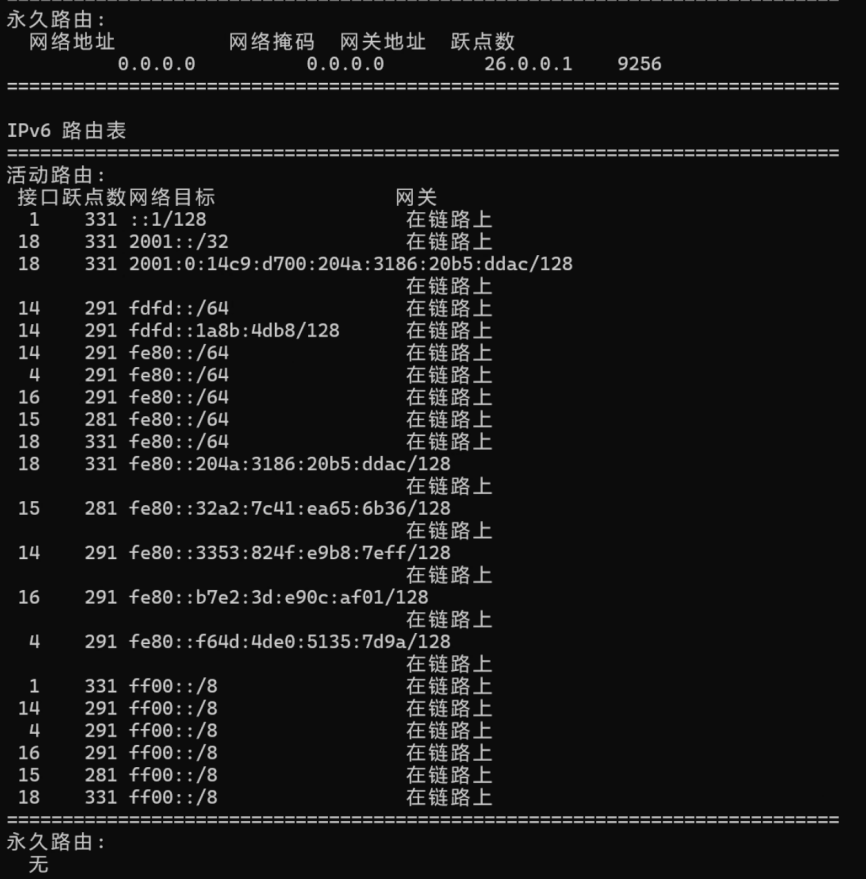 ===========================================================================
永久路由:
  网络地址          网络掩码  网关地址  跃点数
          0.0.0.0          0.0.0.0         26.0.0.1    9256
===========================================================================

IPv6 路由表
===========================================================================
活动路由:
 接口跃点数网络目标                网关
  1    331 ::1/128                  在链路上
 18    331 2001::/32                在链路上
 18    331 2001:0:14c9:d700:204a:3186:20b5:ddac/128
                                    在链路上
 14    291 fdfd::/64                在链路上
 14    291 fdfd::1a8b:4db8/128      在链路上
 14    291 fe80::/64                在链路上
  4    291 fe80::/64                在链路上
 16    291 fe80::/64                在链路上
 15    281 fe80::/64                在链路上
 18    331 fe80::/64                在链路上
 18    331 fe80::204a:3186:20b5:ddac/128
                                    在链路上
 15    281 fe80::32a2:7c41:ea65:6b36/128
                                    在链路上
 14    291 fe80::3353:824f:e9b8:7eff/128
                                    在链路上
 16    291 fe80::b7e2:3d:e90c:af01/128
                                    在链路上
  4    291 fe80::f64d:4de0:5135:7d9a/128
                                    在链路上
  1    331 ff00::/8                 在链路上
 14    291 ff00::/8                 在链路上
  4    291 ff00::/8                 在链路上
 16    291 ff00::/8                 在链路上
 15    281 ff00::/8                 在链路上
 18    331 ff00::/8                 在链路上
===========================================================================
永久路由:
  无